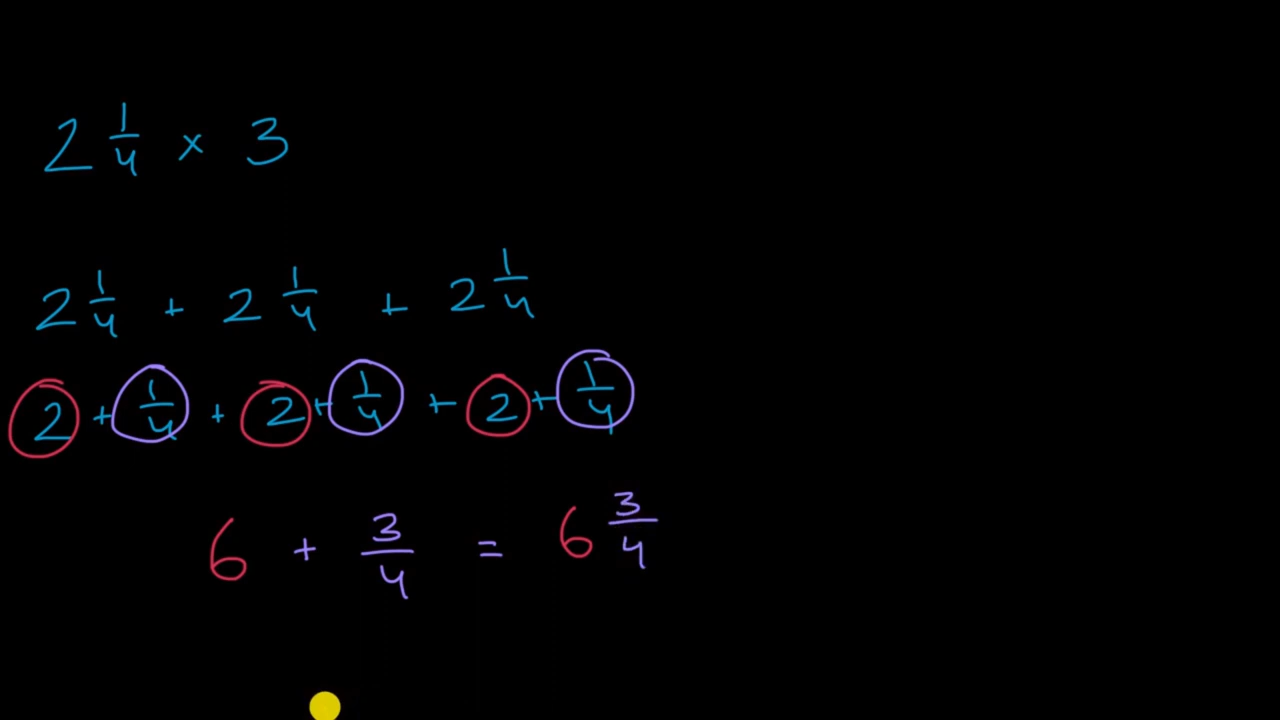 2 1/4 × 3
2 1/4 + 2 1/4 + 2 1/4
2 + 1/4 + 2 + 1/4 + 2 + 1/4
6 + 3/4 = 6 3/4